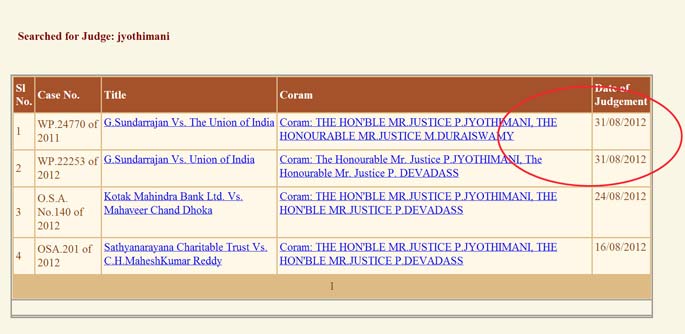 Searched for Judge: jyothimani
Sl No. Case No. Title Coram Date of Judgement
1 WP.24770 of 2011 G.Sundarrajan Vs. The Union of India Coram: THE HON'BLE MR.JUSTICE P.JYOTHIMANI, THE HONOURABLE MR.JUSTICE M.DURAISWAMY 31/08/2012
2 WP.22253 of 2012 G.Sundarrajan Vs. Union of India Coram: The Honourable Mr. Justice P.JYOTHIMANI, The Honourable Mr. Justice P. DEVADASS 31/08/2012
3 O.S.A. No.140 of 2012 Kotak Mahindra Bank Ltd. Vs. Mahaveer Chand Dhoka Coram: THE HON'BLE MR.JUSTICE P.JYOTHIMANI, THE HON'BLE MR.JUSTICE P.DEVADASS 24/08/2012
4 OSA.201 of 2012 Sathyanarayana Charitable Trust Vs. C.H.MaheshKumar Reddy Coram: THE HON'BLE MR.JUSTICE P.JYOTHIMANI, THE HON'BLE MR.JUSTICE P.DEVADASS 16/08/2012
1